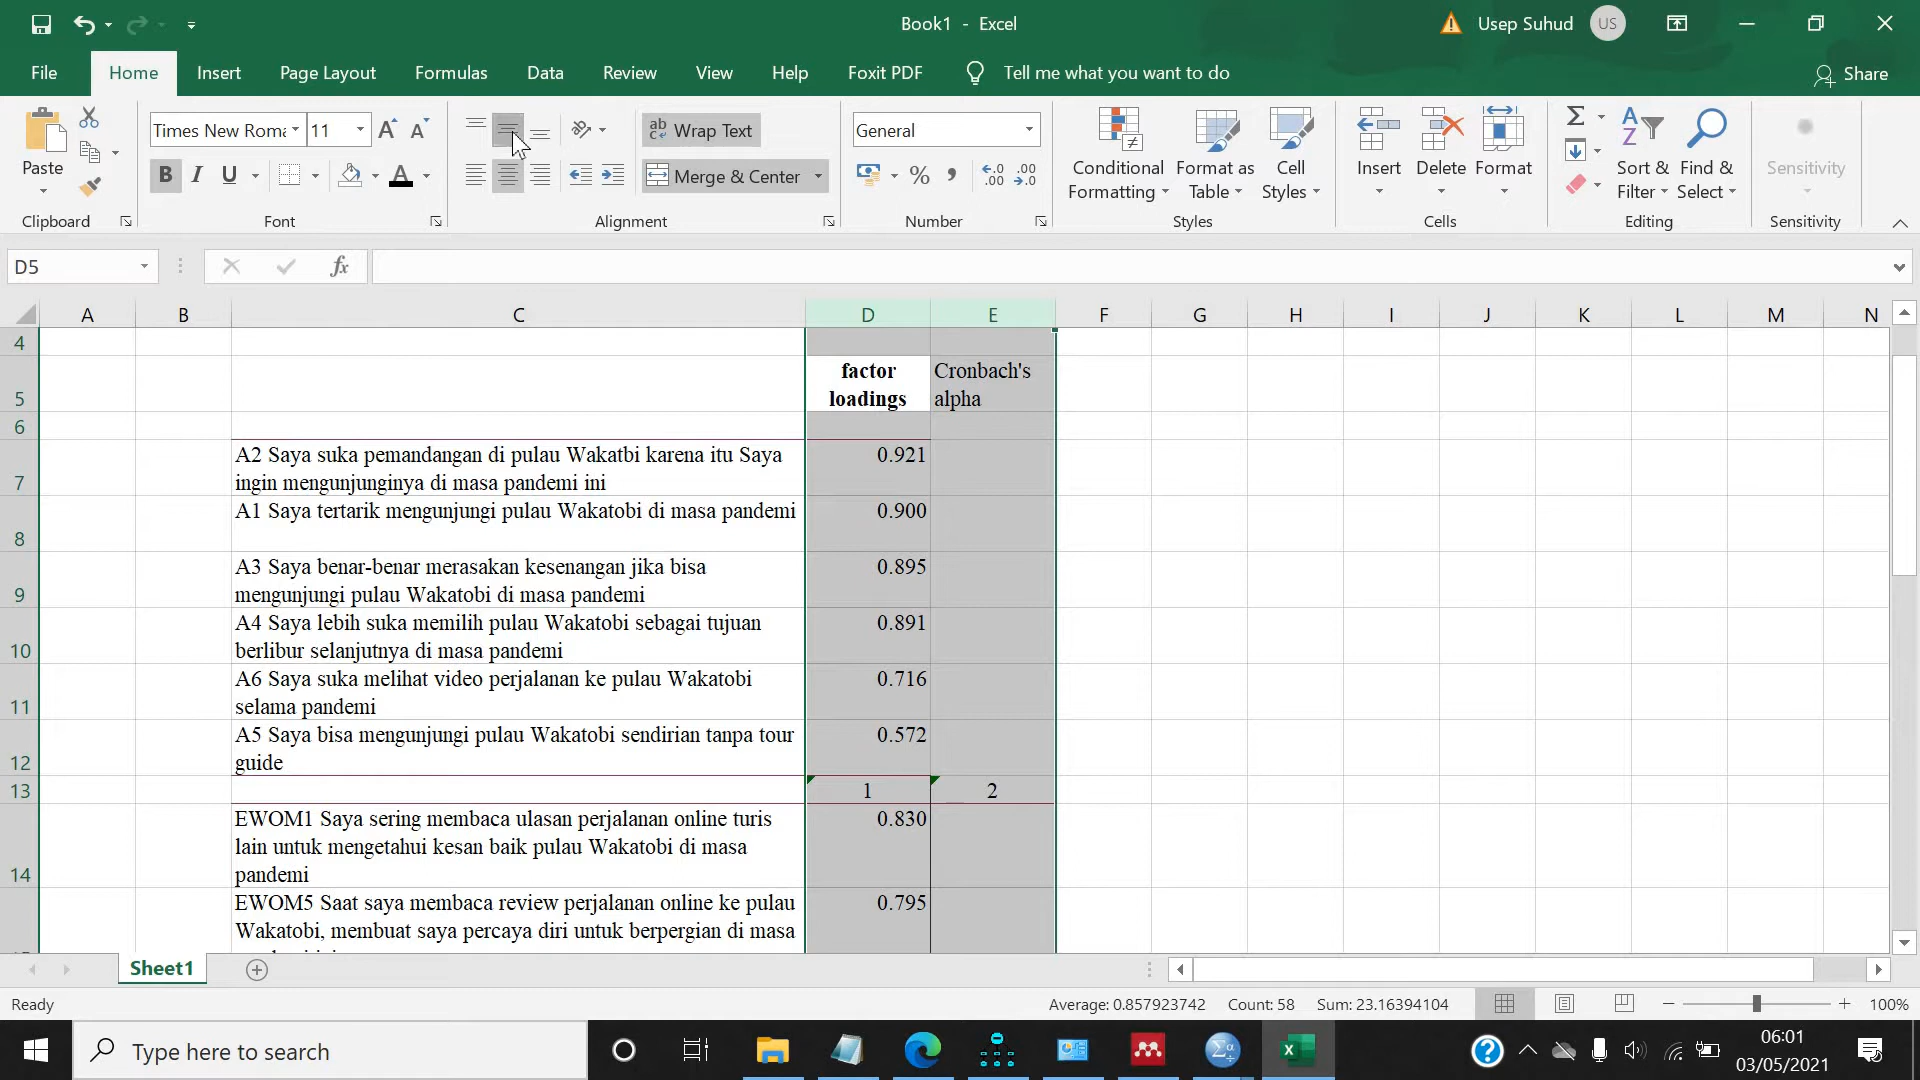 Book1 - Excel
Usep Suhud
US
File Home Insert Page Layout Formulas Data Review View Help Foxit PDF Tell me what you want to do
Share
Paste
Clipboard
Times New Roma
11
A A
B I U A
Font
ab Wrap Text
Merge & Center
Alignment
General
% , .00 .00
Number
Conditional Formatting
Format as Table
Cell Styles
Styles
Insert
Delete
Format
Cells
Sort & Filter
Find & Select
Editing
Sensitivity
Sensitivity
D5
fx
A B C D E F G H I J K L M N
4
5 factor loadings Cronbach's alpha
6
7 A2 Saya suka pemandangan di pulau Wakatbi karena itu Saya 0.921
ingin mengunjunginya di masa pandemi ini
8 A1 Saya tertarik mengunjungi pulau Wakatobi di masa pandemi 0.900
9 A3 Saya benar-benar merasakan kesenangan jika bisa 0.895
mengunjungi pulau Wakatobi di masa pandemi
10 A4 Saya lebih suka memilih pulau Wakatobi sebagai tujuan 0.891
berlibur selanjutnya di masa pandemi
11 A6 Saya suka melihat video perjalanan ke pulau Wakatobi 0.716
selama pandemi
12 A5 Saya bisa mengunjungi pulau Wakatobi sendirian tanpa tour 0.572
guide
13 1 2
14 EWOM1 Saya sering membaca ulasan perjalanan online turis 0.830
lain untuk mengetahui kesan baik pulau Wakatobi di masa
pandemi
EWOM5 Saat saya membaca review perjalanan online ke pulau 0.795
Wakatobi, membuat saya percaya diri untuk berpergian di masa
Sheet1
Ready
Average: 0.857923742 Count: 58 Sum: 23.16394104
100%
Type here to search
06:01
03/05/2021